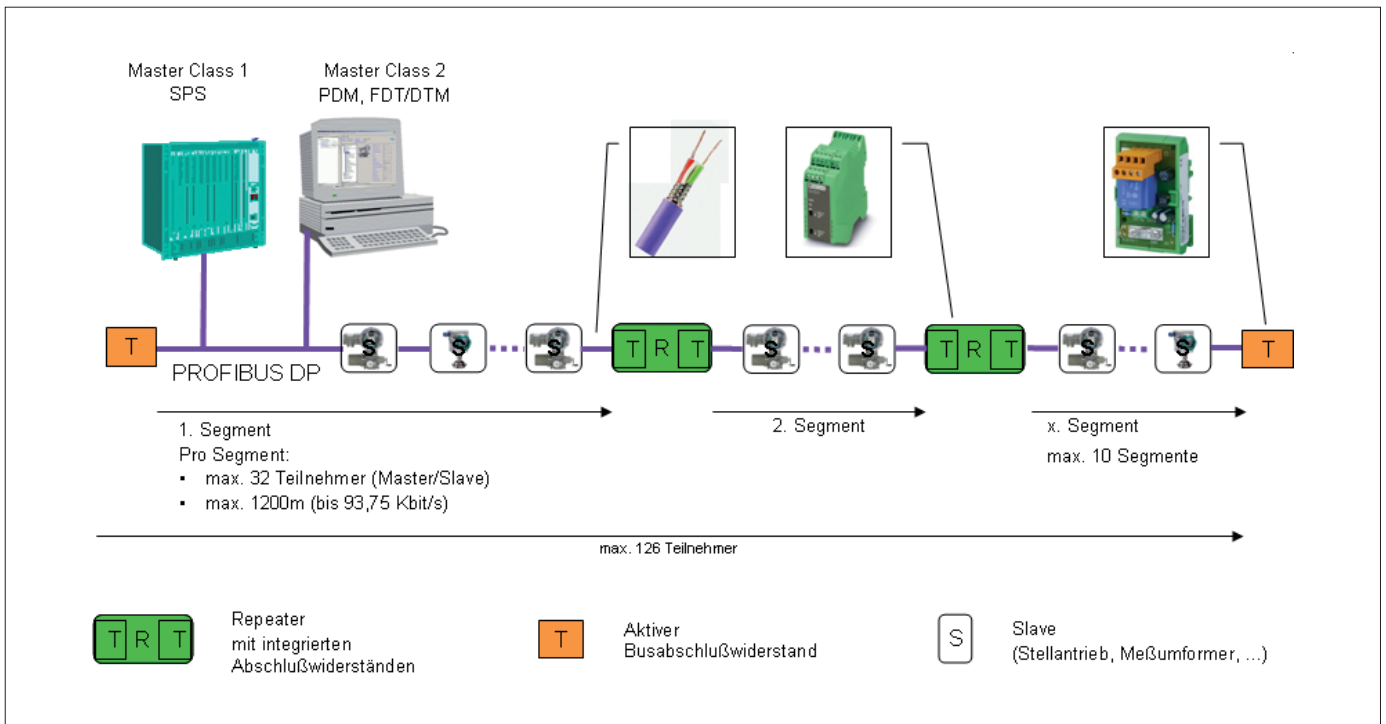 Master Class 1
SPS
Master Class 2
PDM, FDT/DTM
T
PROFIBUS DP
S
S
S
T R T
S
S
T R T
S
S
T
1. Segment
Pro Segment:
▪ max. 32 Teilnehmer (Master/Slave)
▪ max. 1200m (bis 93,75 Kbit/s)
2. Segment
x. Segment
max. 10 Segmente
max. 126 Teilnehmer
T R T
Repeater
mit integrierten
Abschlußwiderständen
T
Aktiver
Busabschlußwiderstand
S
Slave
(Stellantrieb, Meßumformer, ...)